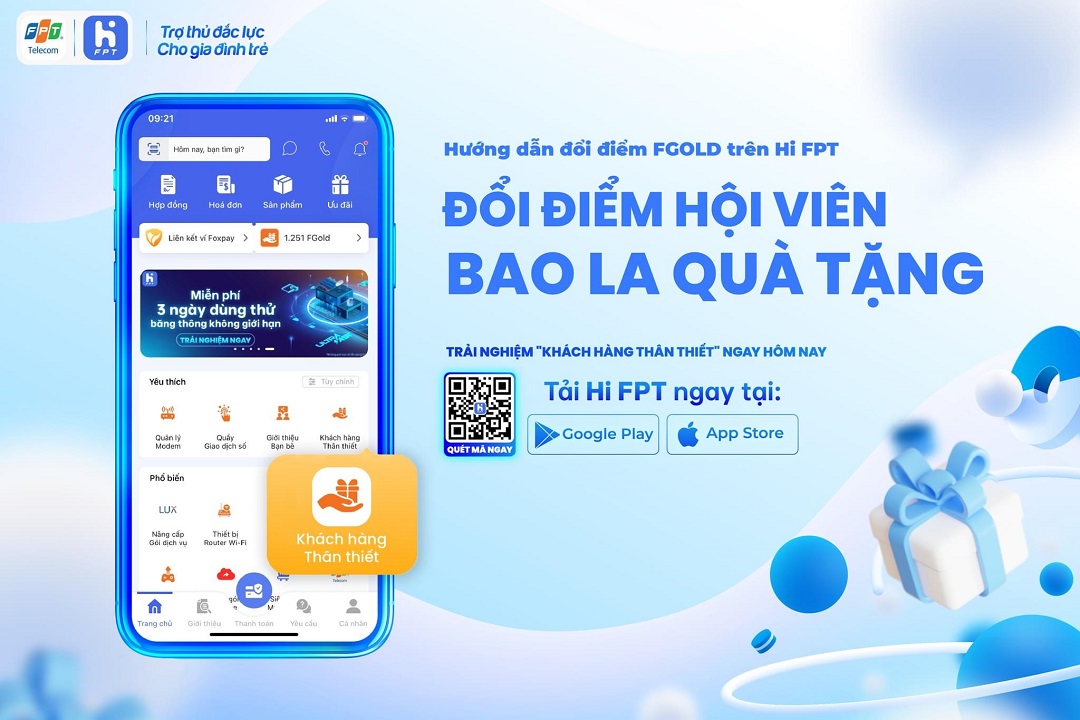 FPT
Telecom
hi
FPT
Trợ thủ đắc lực
Cho gia đình trẻ
09:21
Hôm nay, bạn tìm gì?
Hợp đồng
Hoá đơn
Sản phẩm
Ưu đãi
Liên kết ví Foxpay
1.251 FGold
Miễn phí
3 ngày dùng thử
băng thông không giới hạn
TRẢI NGHIỆM NGAY
Yêu thích
Tùy chỉnh
Quản lý
Modem
Quầy
Giao dịch số
Giới thiệu
Bạn bè
Khách hàng
Thân thiết
Phổ biến
LUX
Nâng cấp
Gói dịch vụ
Thiết bị
Router Wi-Fi
Khách hàng
Thân thiết
Trang chủ
Giới thiệu
Thanh toán
Yêu cầu
Cá nhân
Hướng dẫn đổi điểm FGOLD trên Hi FPT
ĐỔI ĐIỂM HỘI VIÊN
BAO LA QUÀ TẶNG
TRẢI NGHIỆM "KHÁCH HÀNG THÂN THIẾT" NGAY HÔM NAY
QUÉT MÃ NGAY
Tải Hi FPT ngay tại:
Google Play
App Store